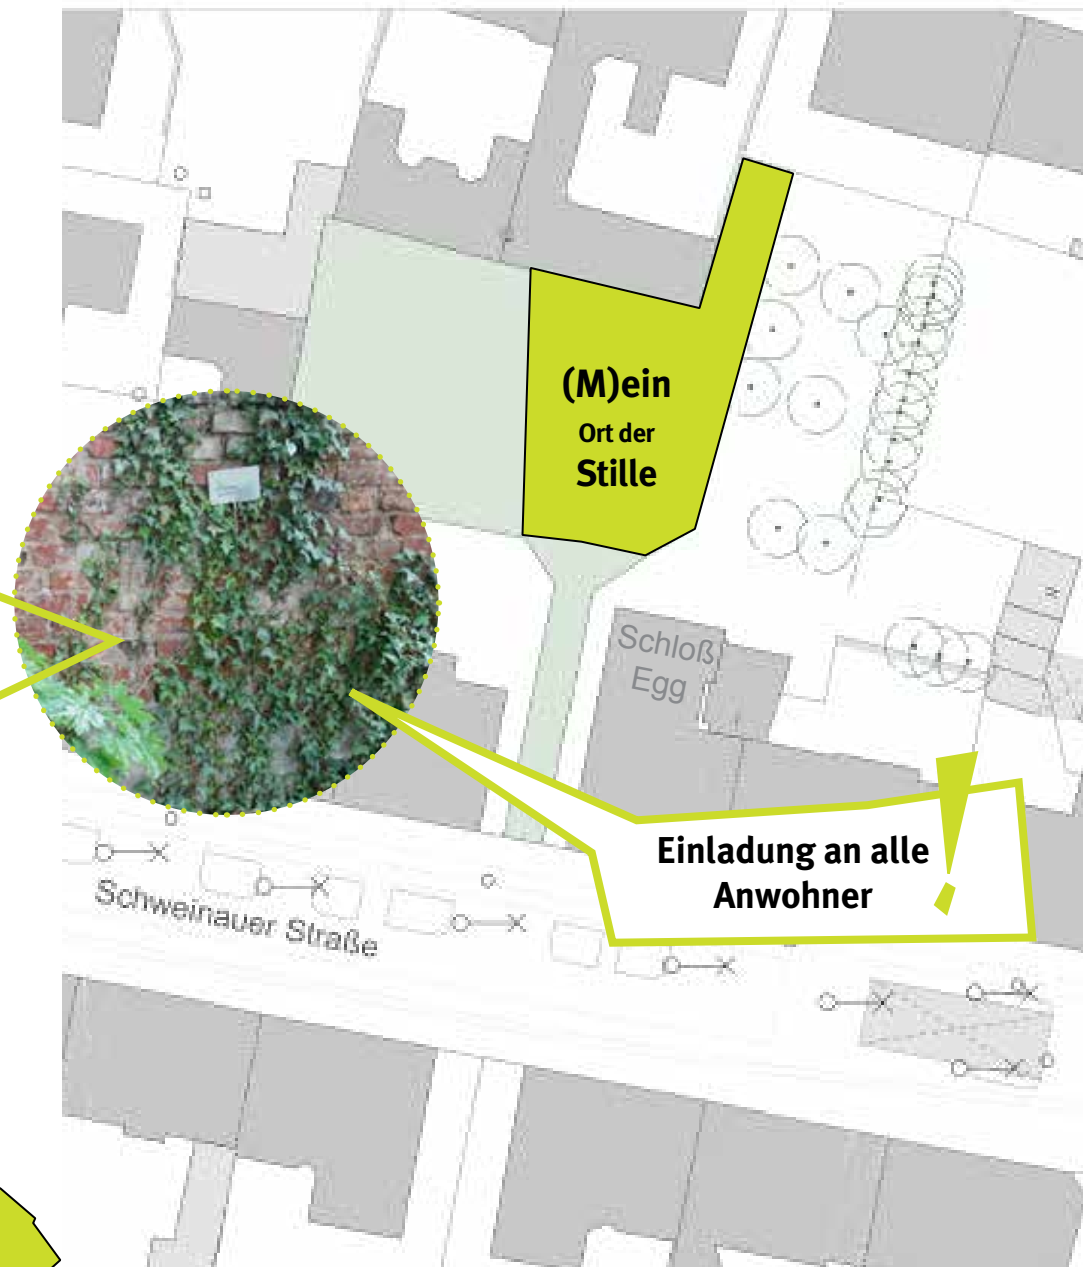 (M)ein
Ort der
Stille
Schloß
Egg
Einladung an alle
Anwohner
!
Schweinauer Straße